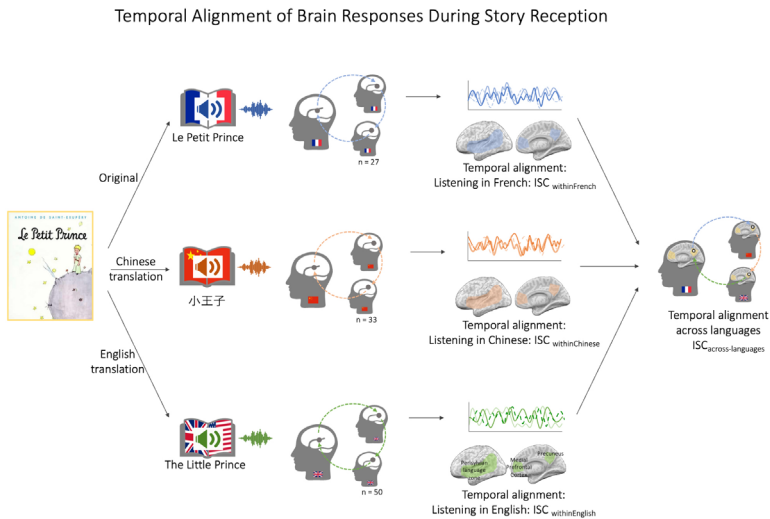 Temporal Alignment of Brain Responses During Story Reception
Le Petit Prince
n = 27
Temporal alignment:
Listening in French: ISC withinFrench
Original
ANTOINE DE SAINT-EXUPÉRY
Le Petit Prince
Chinese
translation
小王子
n = 33
Temporal alignment:
Listening in Chinese: ISC withinChinese
Temporal alignment
across languages
ISCacross-languages
English
translation
The Little Prince
n = 50
Perisylvian
language
zone
Medial
Prefrontal
Cortex
Precuneus
Temporal alignment:
Listening in English: ISC withinEnglish